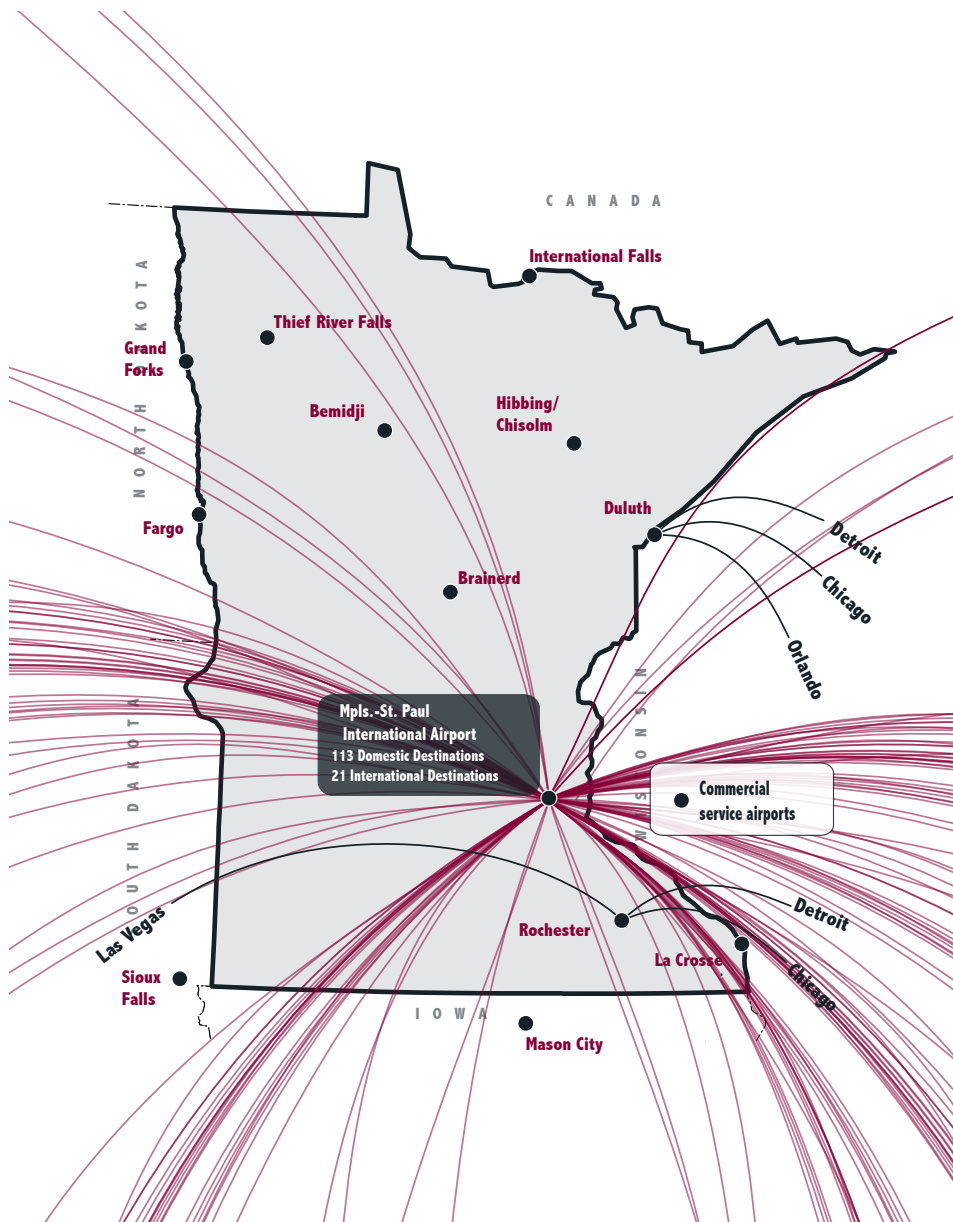 CANADA
International Falls
NORTH DAKOTA
Thief River Falls
Grand
Forks
Bemidji
Hibbing/
Chisolm
Duluth
Fargo
Detroit
Brainerd
Chicago
Orlando
WISCONSIN
Mpls.-St. Paul
International Airport
113 Domestic Destinations
21 International Destinations
SOUTH DAKOTA
Commercial
service airports
Las Vegas
Rochester
Detroit
La Crosse
Chicago
Sioux
Falls
IOWA
Mason City